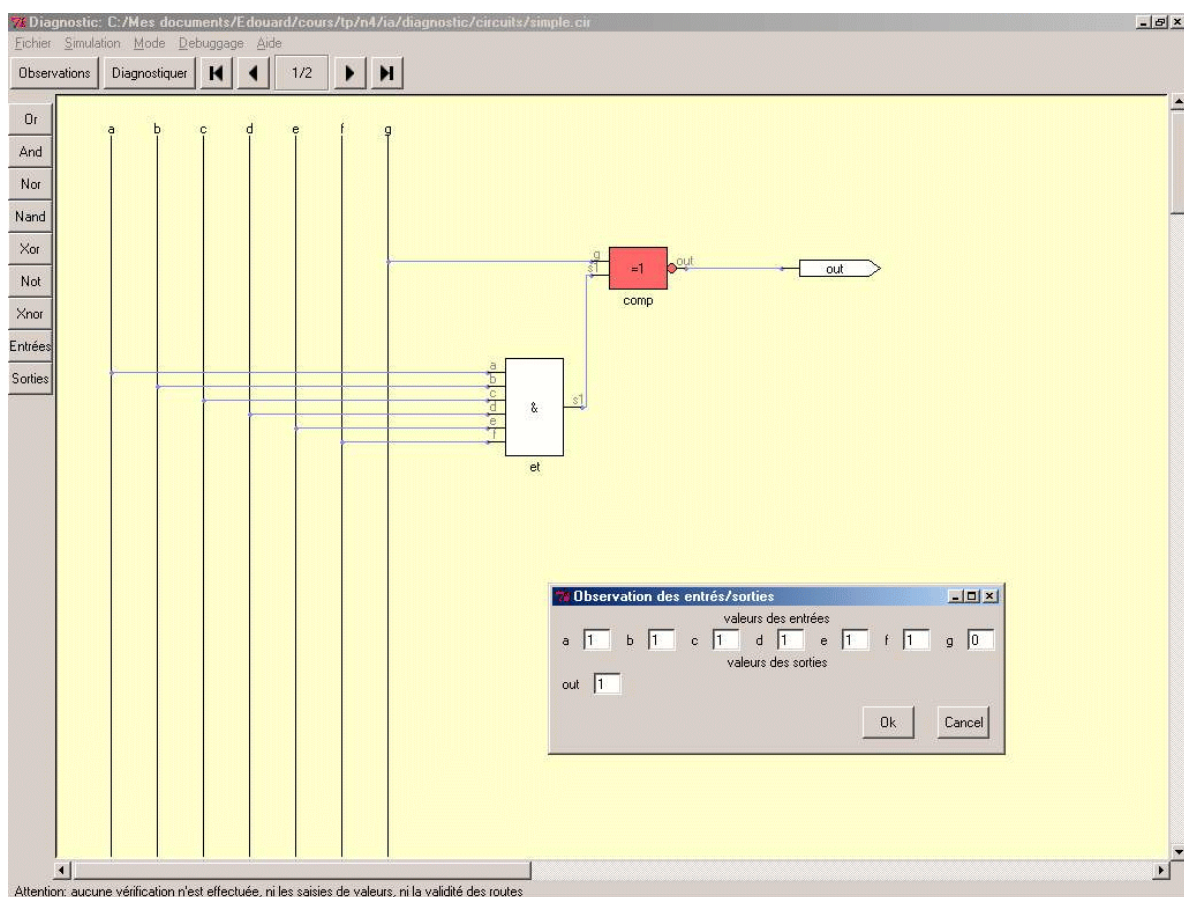 Diagnostic: C:/Mes documents/Edouard/cours/tp/n4/ia/diagnostic/circuits/simple.cir
Fichier Simulation Mode Debuggage Aide
Observations Diagnostiquer 1/2
Or
And
Nor
Nand
Xor
Not
Xnor
Entrées
Sorties
a b c d e f g
g
s1
=1
out
out
comp
a
b
c
d
e
f
&
s1
et
Observation des entrés/sorties
valeurs des entrées
a 1 b 1 c 1 d 1 e 1 f 1 g 0
valeurs des sorties
out 1
Ok Cancel
Attention: aucune vérification n'est effectuée, ni les saisies de valeurs, ni la validité des routes